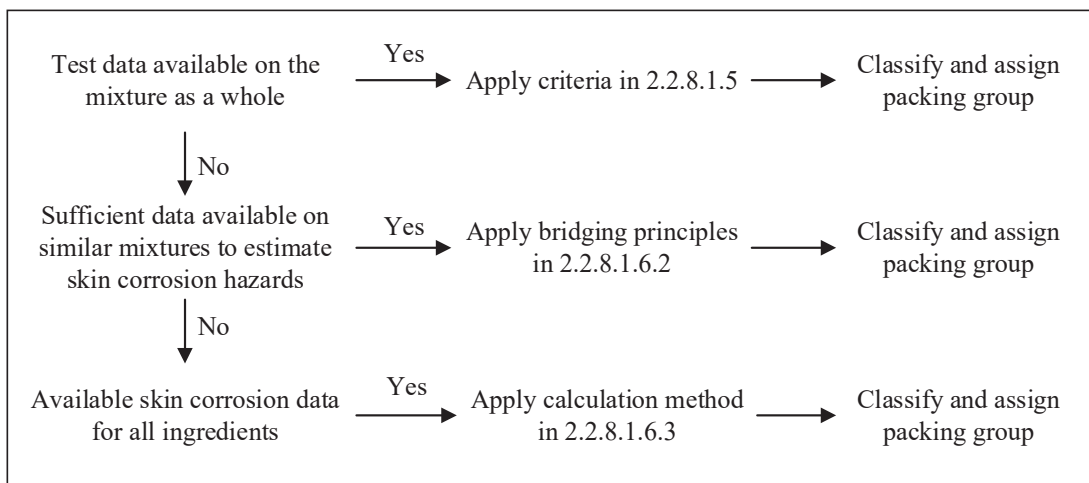 Test data available on the
mixture as a whole
Yes
Apply criteria in 2.2.8.1.5
Classify and assign
packing group
No
Sufficient data available on
similar mixtures to estimate
skin corrosion hazards
Yes
Apply bridging principles
in 2.2.8.1.6.2
Classify and assign
packing group
No
Available skin corrosion data
for all ingredients
Yes
Apply calculation method
in 2.2.8.1.6.3
Classify and assign
packing group